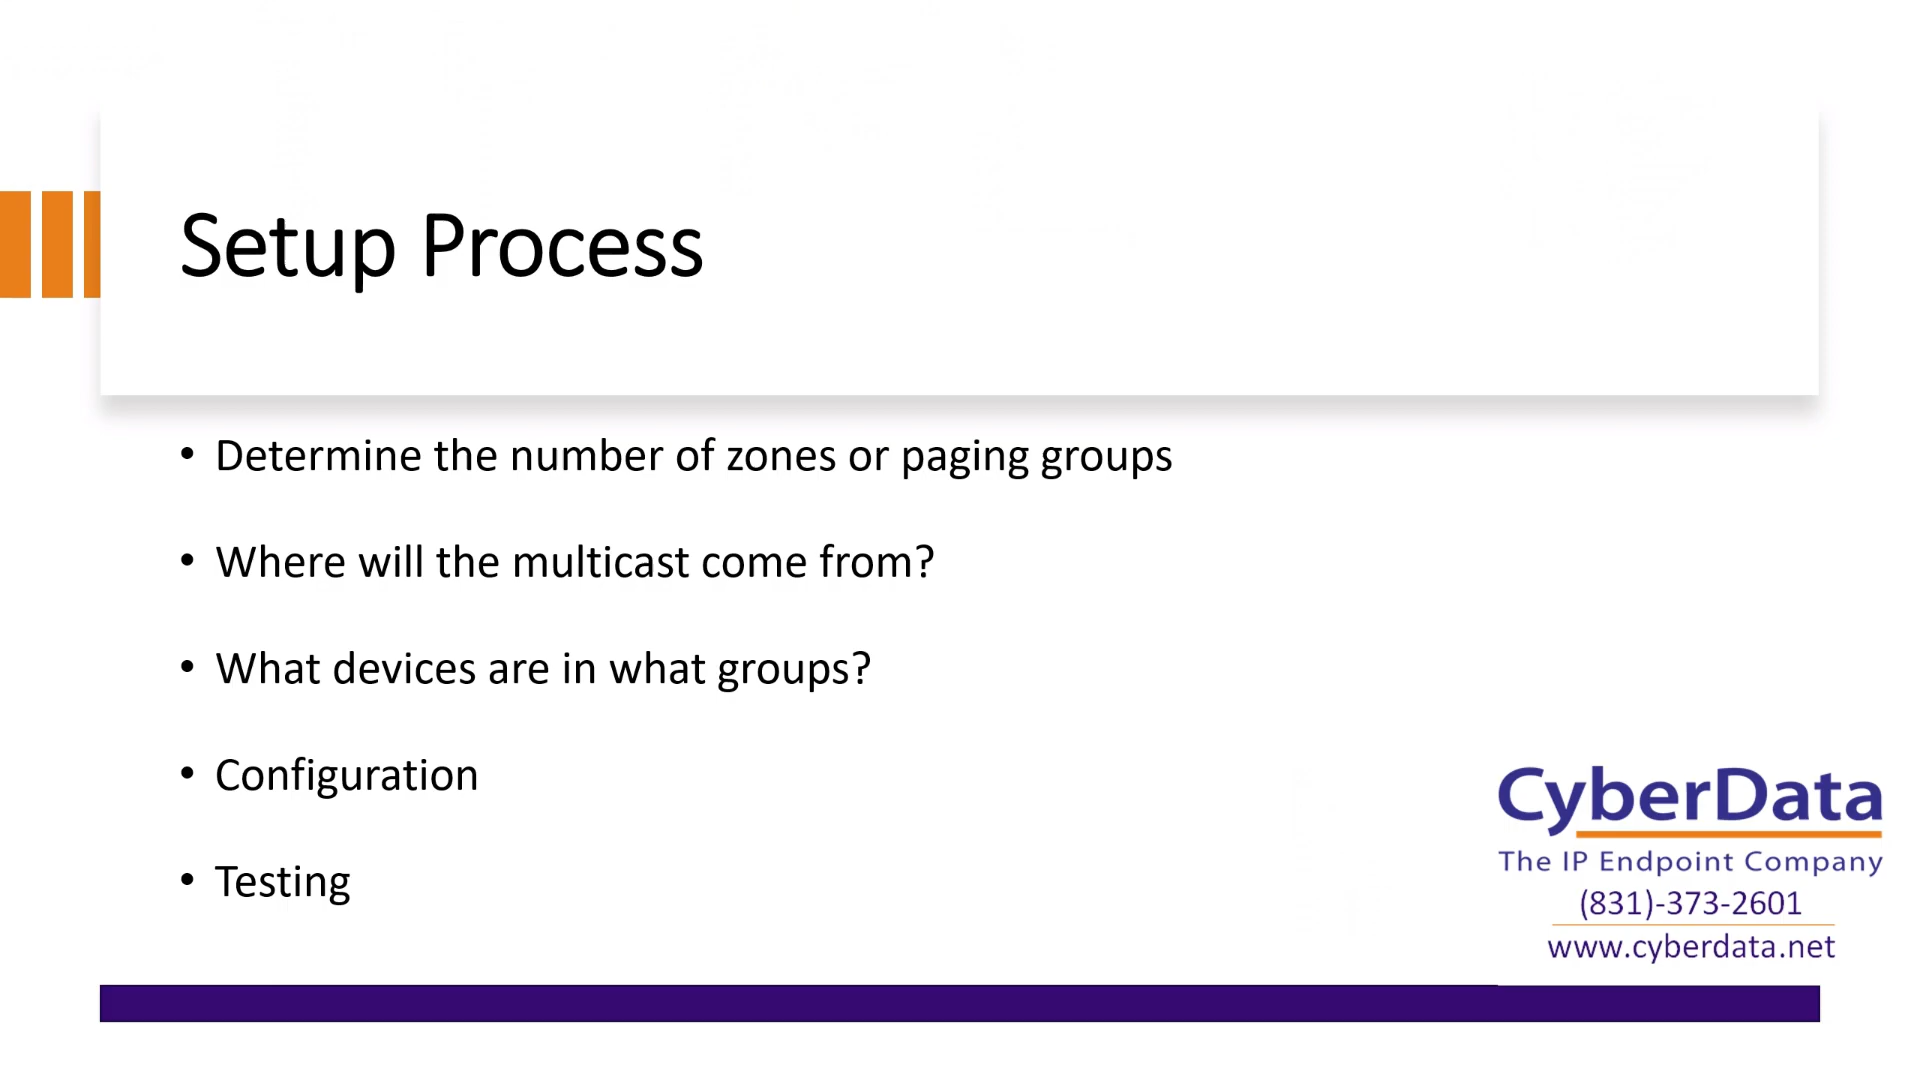 Setup Process
• Determine the number of zones or paging groups
• Where will the multicast come from?
• What devices are in what groups?
• Configuration
• Testing
CyberData
The IP Endpoint Company
(831)-373-2601
www.cyberdata.net